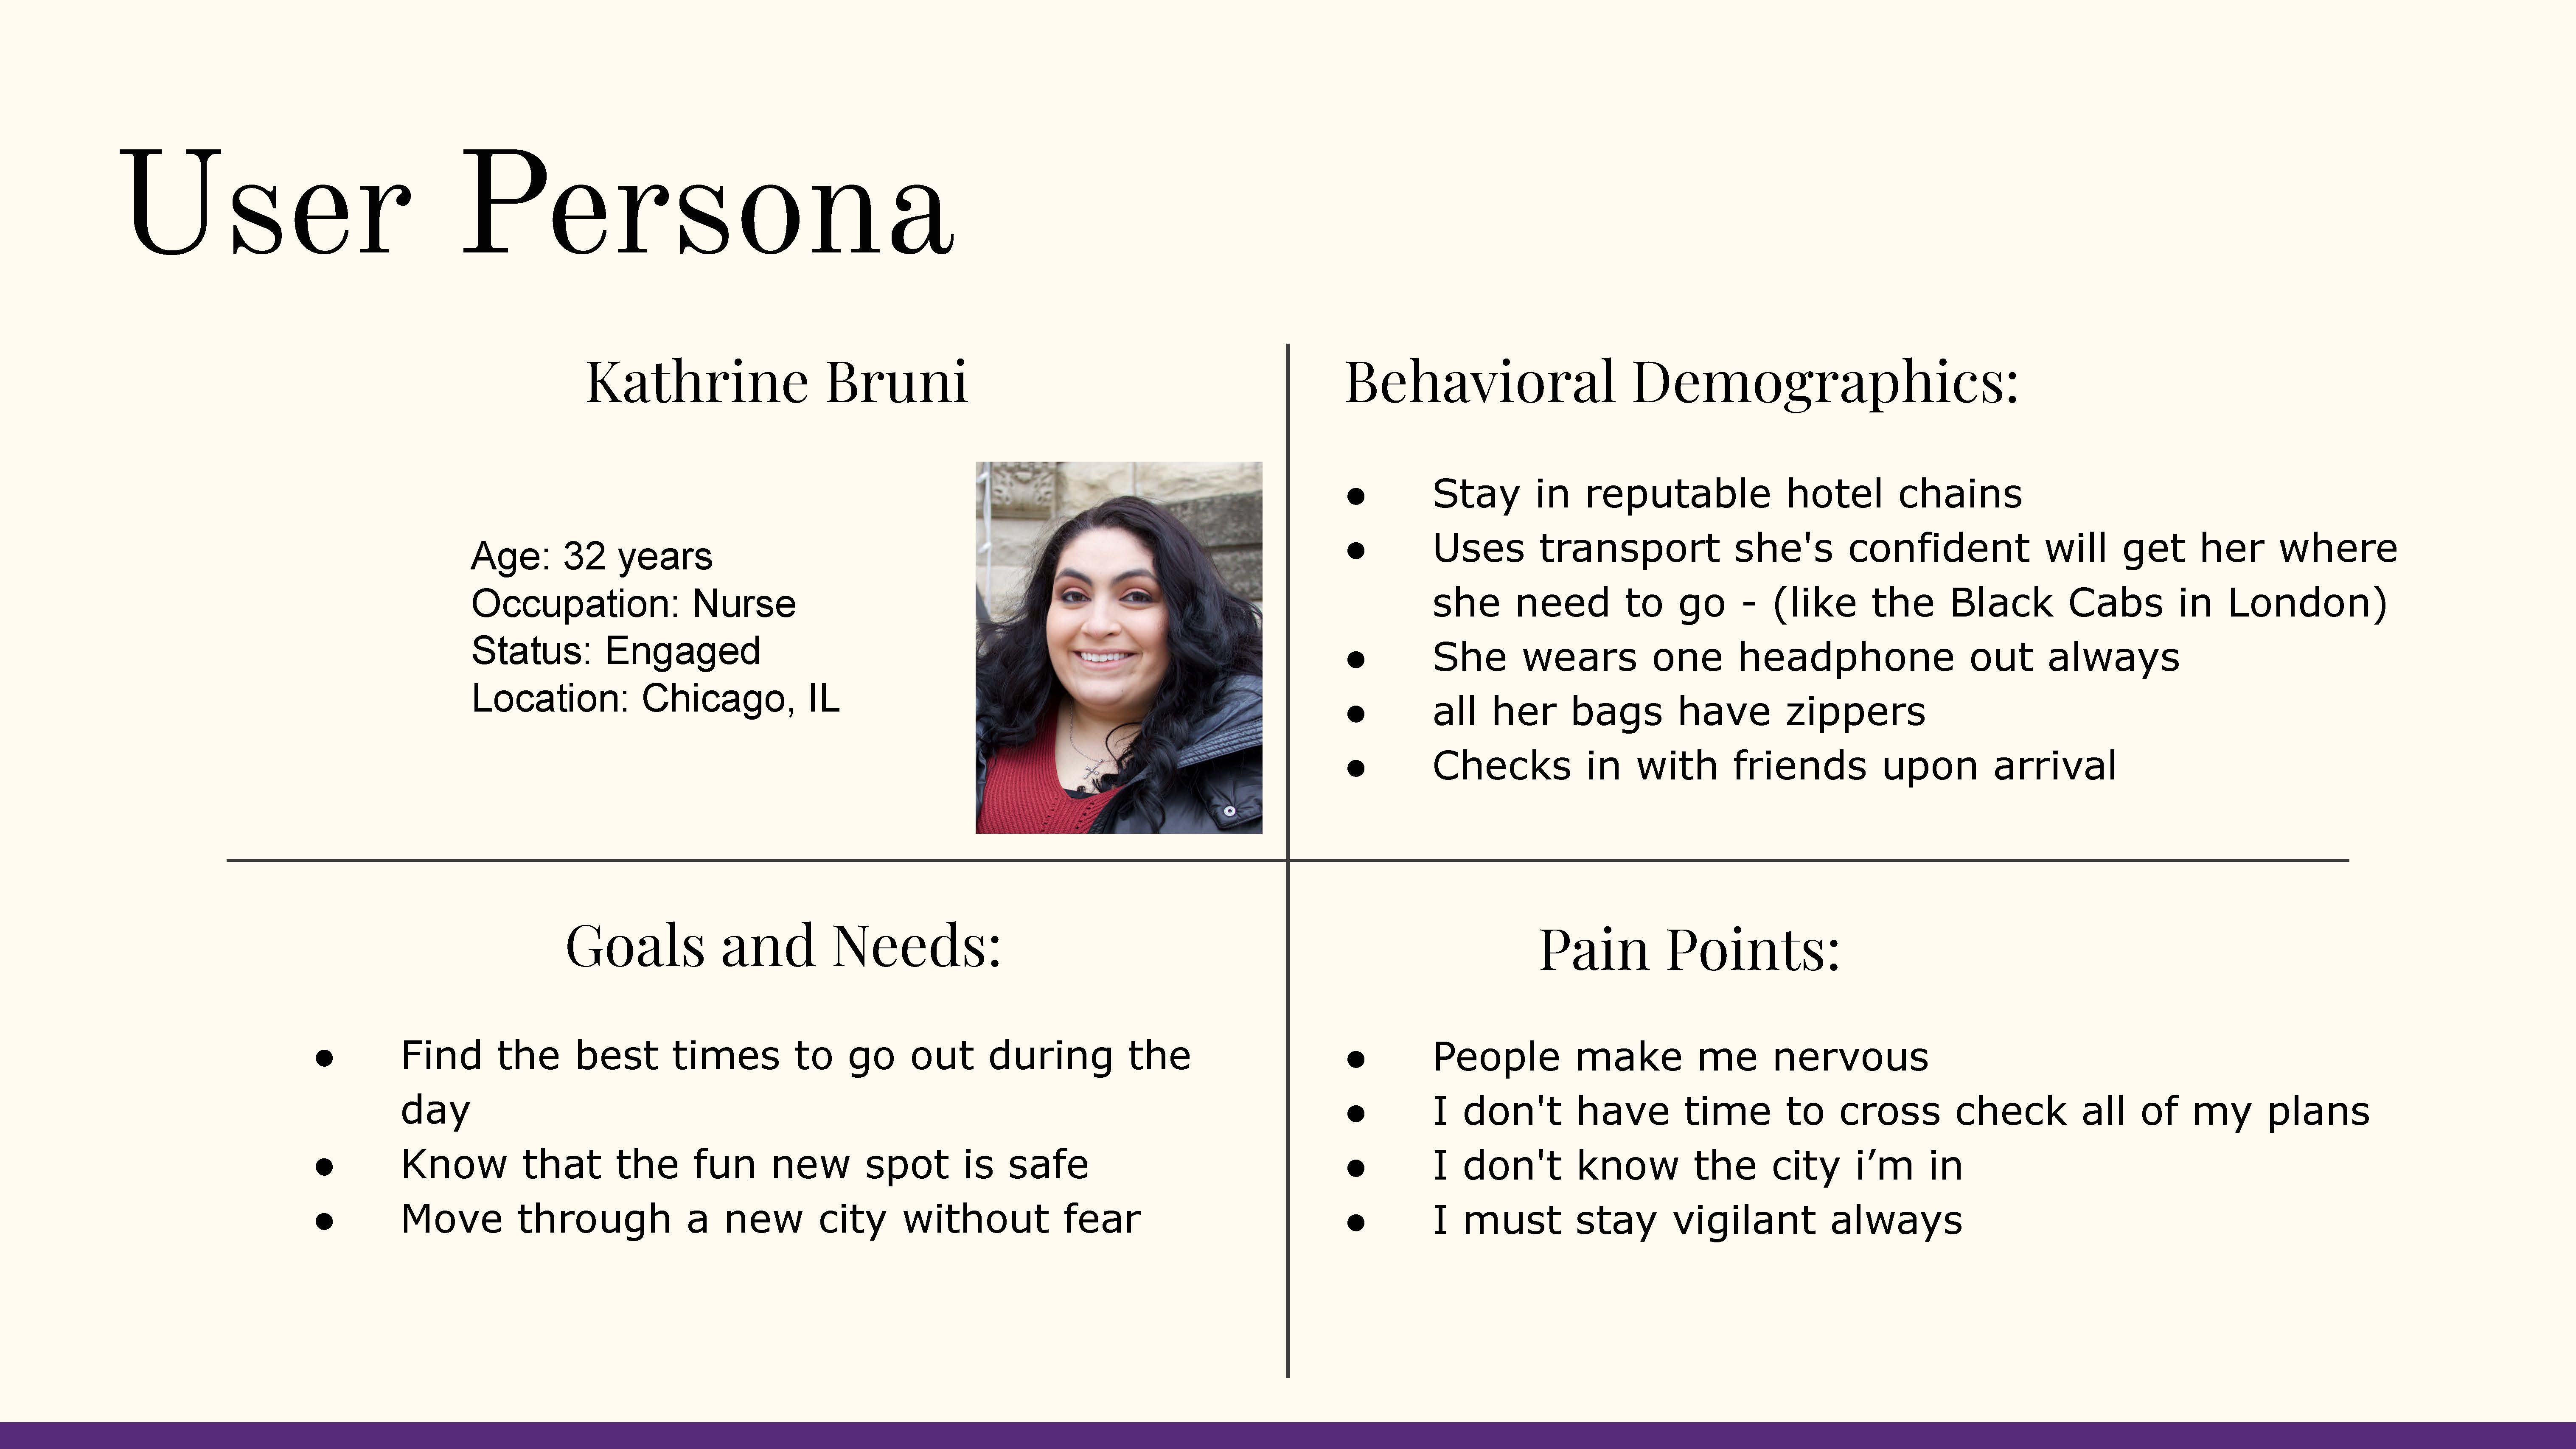 User Persona
Kathrine Bruni
Age: 32 years
Occupation: Nurse
Status: Engaged
Location: Chicago, IL
Behavioral Demographics:
● Stay in reputable hotel chains
● Uses transport she's confident will get her where
she need to go - (like the Black Cabs in London)
● She wears one headphone out always
● all her bags have zippers
● Checks in with friends upon arrival
Goals and Needs:
● Find the best times to go out during the
day
● Know that the fun new spot is safe
● Move through a new city without fear
Pain Points:
● People make me nervous
● I don't have time to cross check all of my plans
● I don't know the city i’m in
● I must stay vigilant always